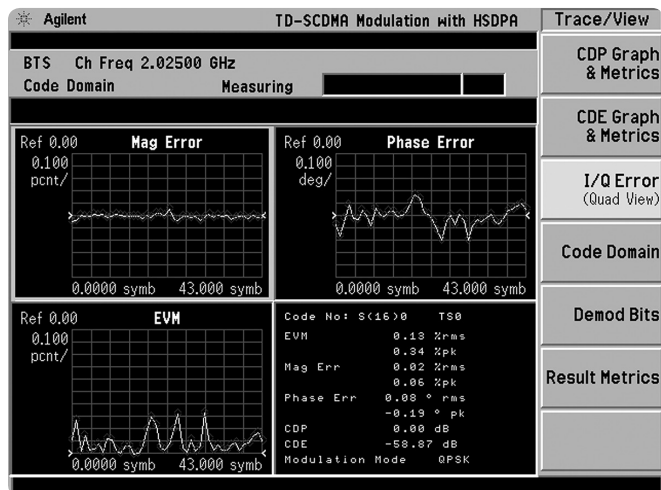 Agilent
TD-SCDMA Modulation with HSDPA
Trace/View
BTS Ch Freq 2.02500 GHz
Code Domain Measuring
CDP Graph
& Metrics
CDE Graph
& Metrics
I/Q Error
(Quad View)
Code Domain
Demod Bits
Result Metrics
Ref 0.00 Mag Error
0.100
pcnt/
0.0000 symb 43.000 symb
Ref 0.00 Phase Error
0.100
deg/
0.0000 symb 43.000 symb
Ref 0.00 EVM
0.100
pcnt/
0.0000 symb 43.000 symb
Code No: S(16)0 TS0
EVM 0.13 %rms
0.34 %pk
Mag Err 0.02 %rms
0.06 %pk
Phase Err 0.08 ° rms
-0.19 ° pk
CDP 0.00 dB
CDE -58.87 dB
Modulation Mode QPSK